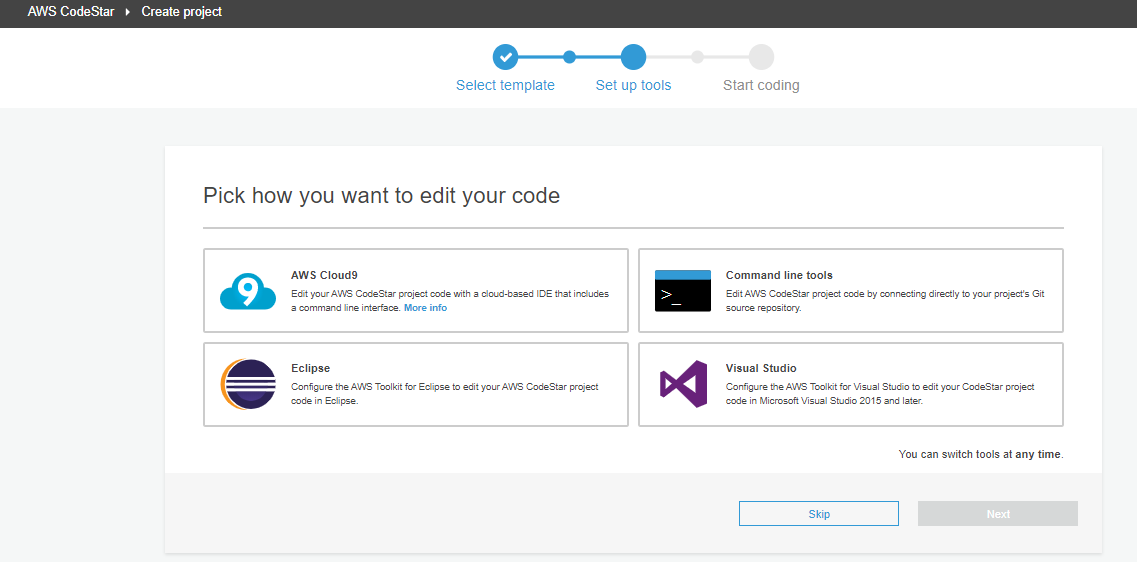 AWS CodeStar ▸ Create project
Select template
Set up tools
Start coding
Pick how you want to edit your code
9
AWS Cloud9
Edit your AWS CodeStar project code with a cloud-based IDE that includes
a command line interface. More info
>_
Command line tools
Edit AWS CodeStar project code by connecting directly to your project's Git
source repository.
Eclipse
Configure the AWS Toolkit for Eclipse to edit your AWS CodeStar project
code in Eclipse.
Visual Studio
Configure the AWS Toolkit for Visual Studio to edit your CodeStar project
code in Microsoft Visual Studio 2015 and later.
You can switch tools at any time.
Skip
Next